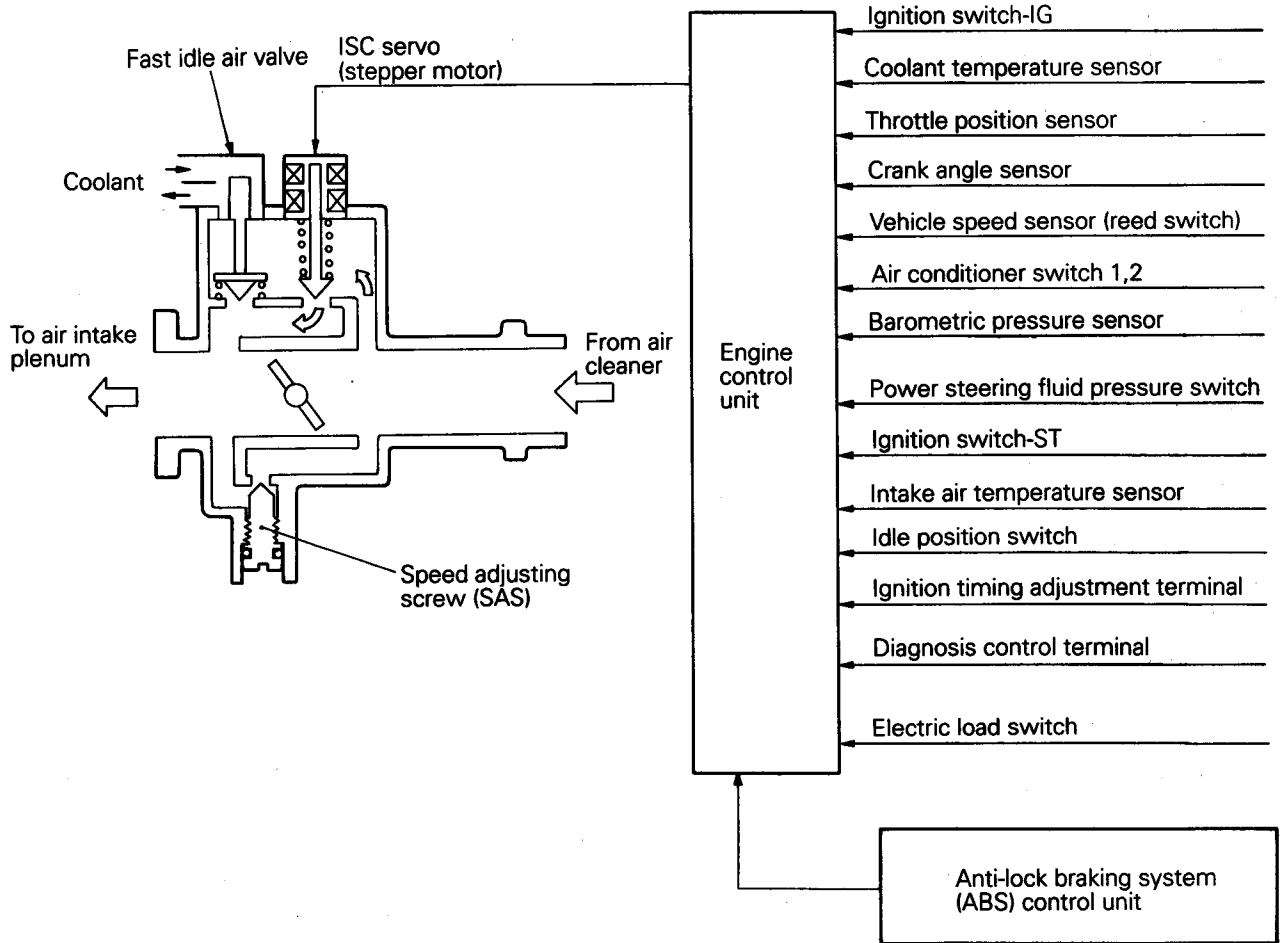 Fast idle air valve
ISC servo
(stepper motor)
Coolant
To air intake
plenum
From air
cleaner
Speed adjusting
screw (SAS)
Engine
control
unit
Ignition switch-IG
Coolant temperature sensor
Throttle position sensor
Crank angle sensor
Vehicle speed sensor (reed switch)
Air conditioner switch 1,2
Barometric pressure sensor
Power steering fluid pressure switch
Ignition switch-ST
Intake air temperature sensor
Idle position switch
Ignition timing adjustment terminal
Diagnosis control terminal
Electric load switch
Anti-lock braking system
(ABS) control unit